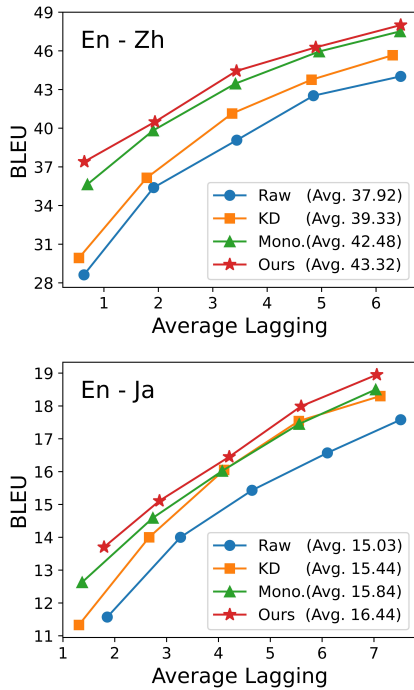 En - Zh
BLEU
49
46
43
40
37
34
31
28
Raw (Avg. 37.92)
KD (Avg. 39.33)
Mono.(Avg. 42.48)
Ours (Avg. 43.32)
1 2 3 4 5 6
Average Lagging
En - Ja
BLEU
19
18
17
16
15
14
13
12
11
Raw (Avg. 15.03)
KD (Avg. 15.44)
Mono.(Avg. 15.84)
Ours (Avg. 16.44)
1 2 3 4 5 6 7
Average Lagging